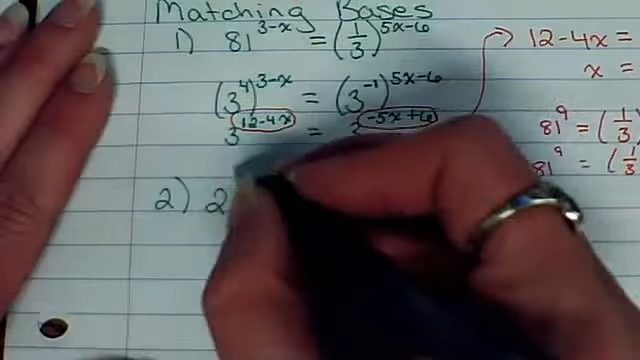 Matching Bases
1) 81^(3-x) = (1/3)^(5x-6)
(3^4)^(3-x) = (3^-1)^(5x-6)
3^(12-4x) = 3^(-5x+6)
2) 2
12-4x =
x =
81^9 = (1/3
81^9 = (1/3